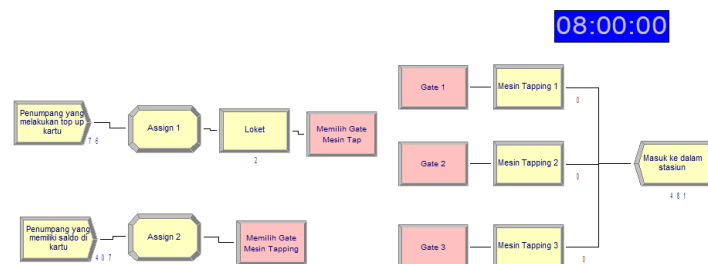 08:00:00
Penumpang yang
melakukan top up
kartu
7 6
Assign 1
Loket
2
Memilih Gate
Mesin Tap
Gate 1
Mesin Tapping 1
0
Gate 2
Mesin Tapping 2
0
Masuk ke dalam
stasiun
4 8 1
Penumpang yang
memiliki saldo di
kartu
4 0 7
Assign 2
Memilih Gate
Mesin Tapping
Gate 3
Mesin Tapping 3
0